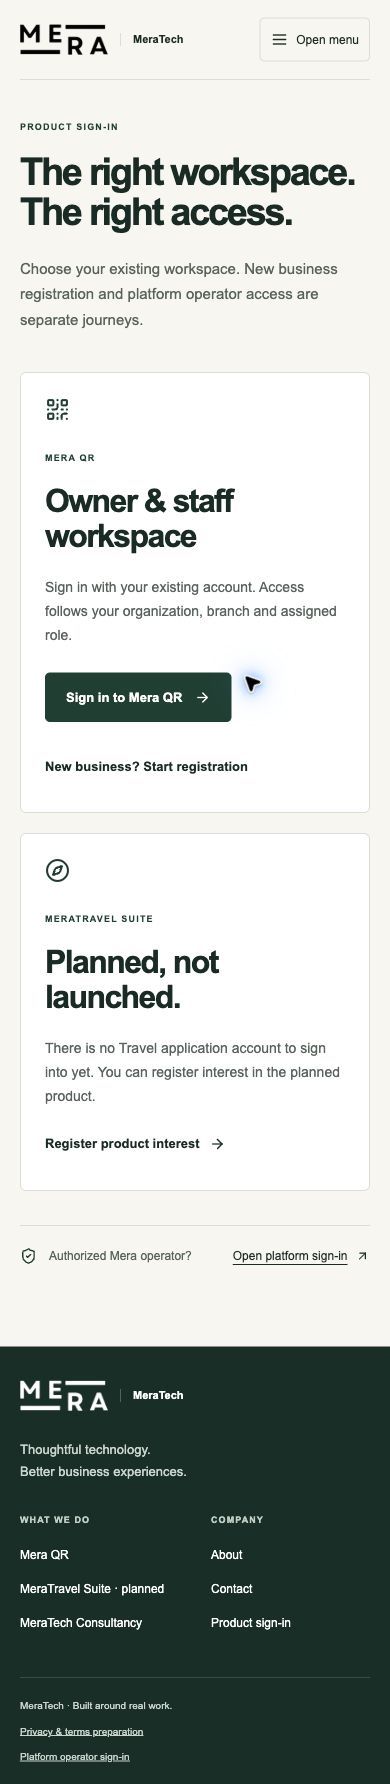 MERA MeraTech Open menu
PRODUCT SIGN-IN
The right workspace.
The right access.
Choose your existing workspace. New business
registration and platform operator access are
separate journeys.
MERA QR
Owner & staff
workspace
Sign in with your existing account. Access
follows your organization, branch and assigned
role.
Sign in to Mera QR →
New business? Start registration
MERATRAVEL SUITE
Planned, not
launched.
There is no Travel application account to sign
into yet. You can register interest in the planned
product.
Register product interest →
Authorized Mera operator? Open platform sign-in ↗
MERA MeraTech
Thoughtful technology.
Better business experiences.
WHAT WE DO
Mera QR
MeraTravel Suite · planned
MeraTech Consultancy
COMPANY
About
Contact
Product sign-in
MeraTech · Built around real work.
Privacy & terms preparation
Platform operator sign-in